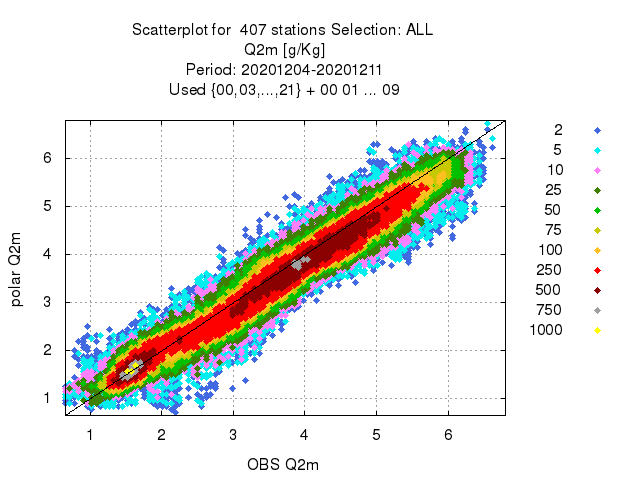 Scatterplot for 407 stations Selection: ALL
Q2m [g/Kg]
Period: 20201204-20201211
Used {00,03,...,21} + 00 01 ... 09
polar Q2m
6
5
4
3
2
1
1 2 3 4 5 6
OBS Q2m
2
5
10
25
50
75
100
250
500
750
1000